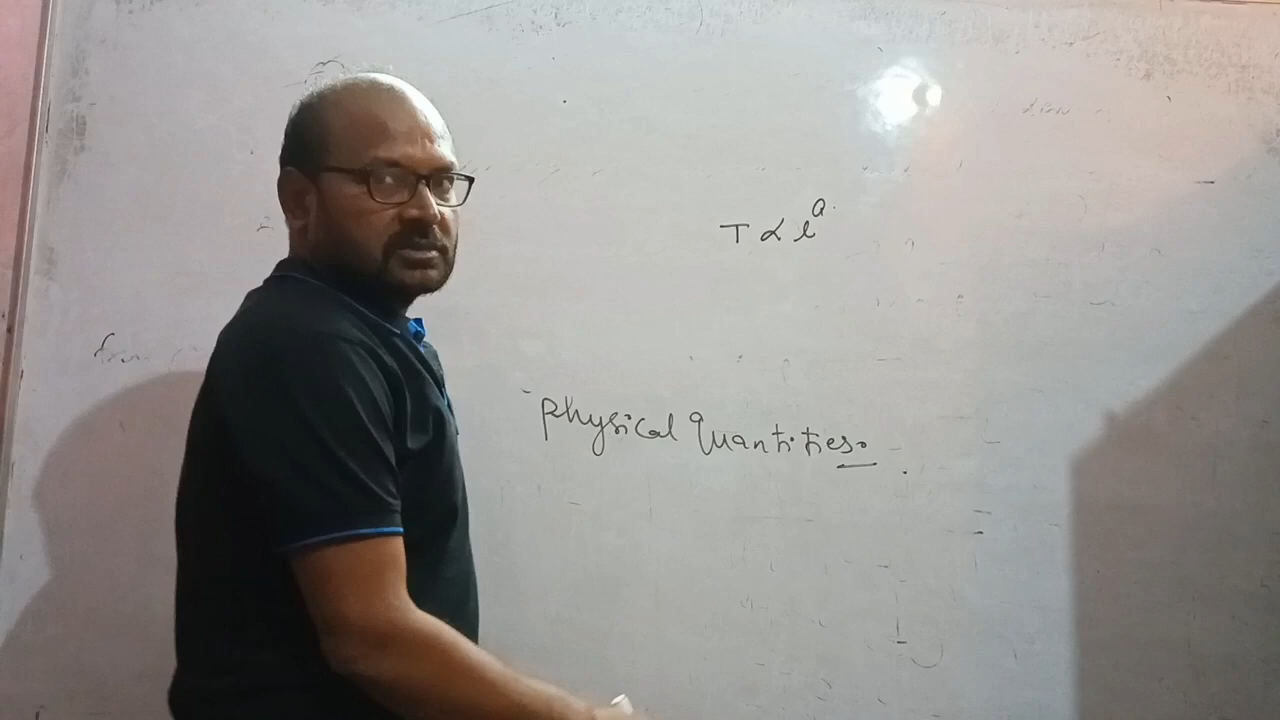 T ∝ l^a
Physical Quantities.